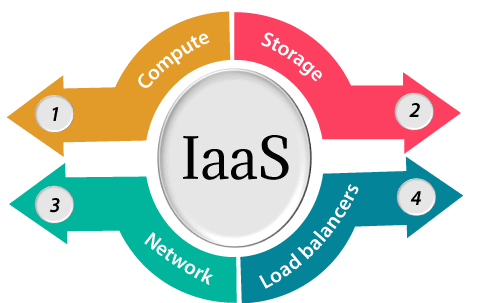 Compute
Storage
1
2
IaaS
3
4
Network
Load balancers